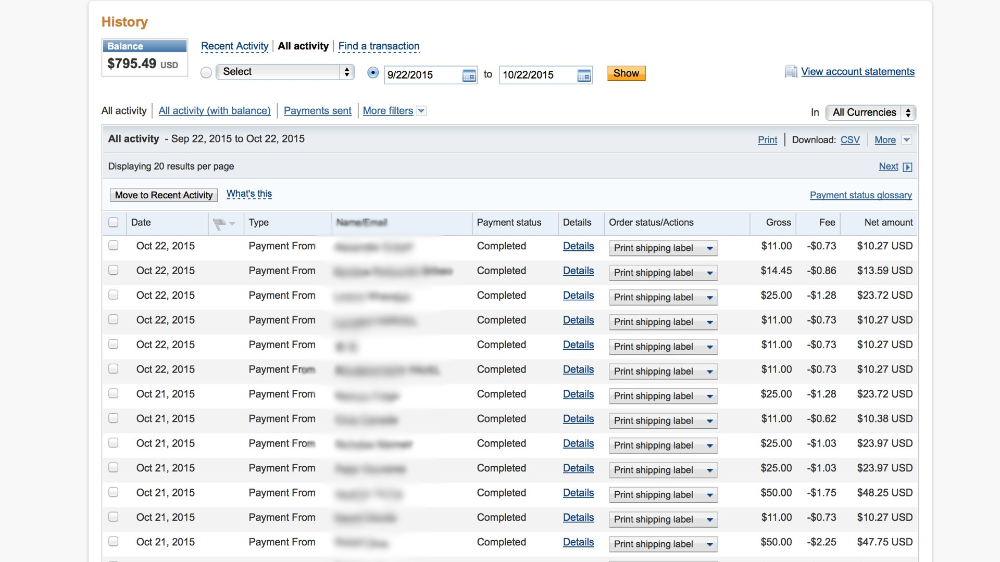 History
Balance
$795.49 USD
Recent Activity | All activity | Find a transaction
Select 9/22/2015 to 10/22/2015 Show
View account statements
All activity | All activity (with balance) | Payments sent | More filters
In All Currencies
All activity - Sep 22, 2015 to Oct 22, 2015 Print | Download: CSV | More
Displaying 20 results per page Next
Move to Recent Activity What's this Payment status glossary
Date Type Name/Email Payment status Details Order status/Actions Gross Fee Net amount
Oct 22, 2015 Payment From Completed Details Print shipping label $11.00 -$0.73 $10.27 USD
Oct 22, 2015 Payment From Completed Details Print shipping label $14.45 -$0.86 $13.59 USD
Oct 22, 2015 Payment From Completed Details Print shipping label $25.00 -$1.28 $23.72 USD
Oct 22, 2015 Payment From Completed Details Print shipping label $11.00 -$0.73 $10.27 USD
Oct 22, 2015 Payment From Completed Details Print shipping label $11.00 -$0.73 $10.27 USD
Oct 22, 2015 Payment From Completed Details Print shipping label $11.00 -$0.73 $10.27 USD
Oct 21, 2015 Payment From Completed Details Print shipping label $25.00 -$1.28 $23.72 USD
Oct 21, 2015 Payment From Completed Details Print shipping label $11.00 -$0.62 $10.38 USD
Oct 21, 2015 Payment From Completed Details Print shipping label $25.00 -$1.03 $23.97 USD
Oct 21, 2015 Payment From Completed Details Print shipping label $25.00 -$1.03 $23.97 USD
Oct 21, 2015 Payment From Completed Details Print shipping label $50.00 -$1.75 $48.25 USD
Oct 21, 2015 Payment From Completed Details Print shipping label $11.00 -$0.73 $10.27 USD
Oct 21, 2015 Payment From Completed Details Print shipping label $50.00 -$2.25 $47.75 USD